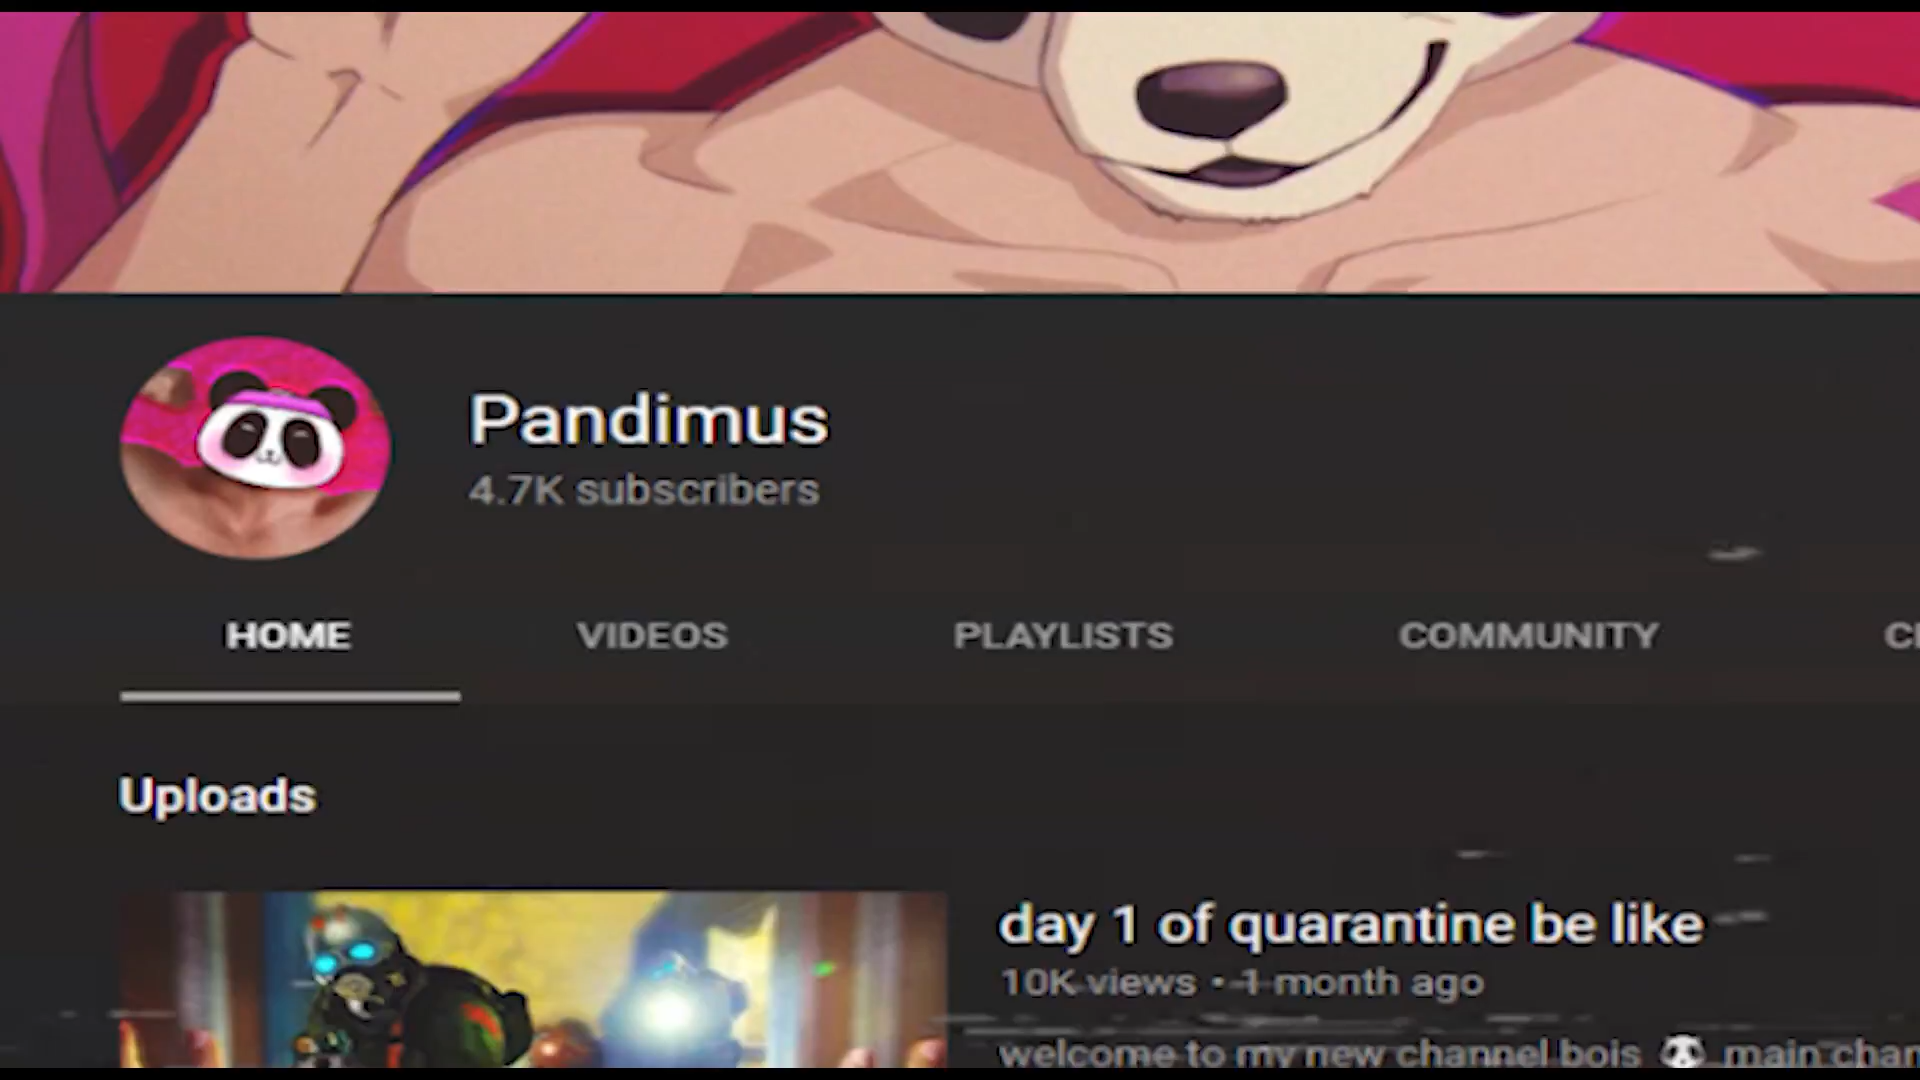 Pandimus
4.7K subscribers
HOME VIDEOS PLAYLISTS COMMUNITY
Uploads
day 1 of quarantine be like
10K views • 1 month ago
welcome to my new channel bois 🐼 main